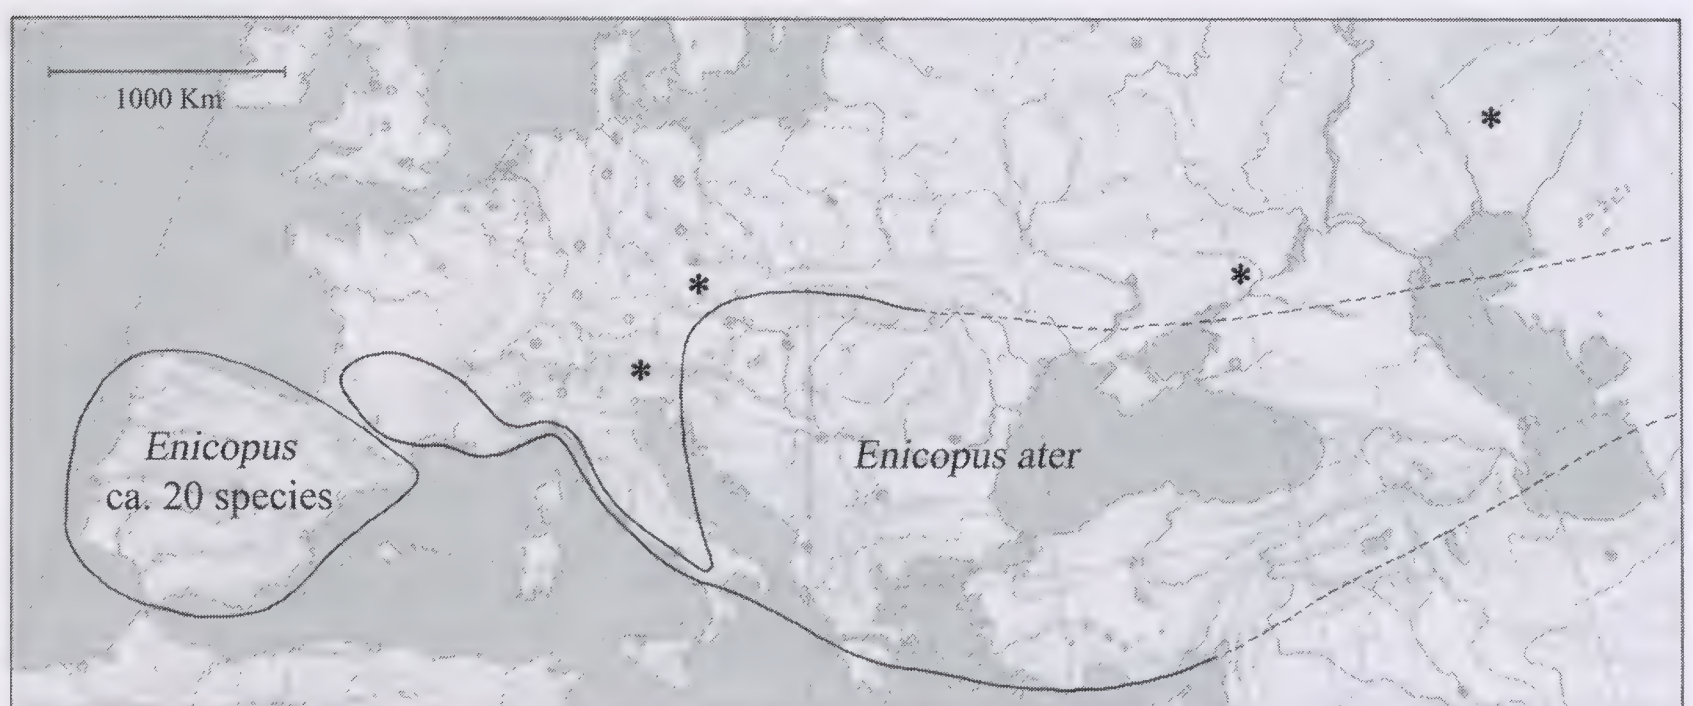 1000 Km
*
*
*
*
Enicopus
ca. 20 species
Enicopus ater